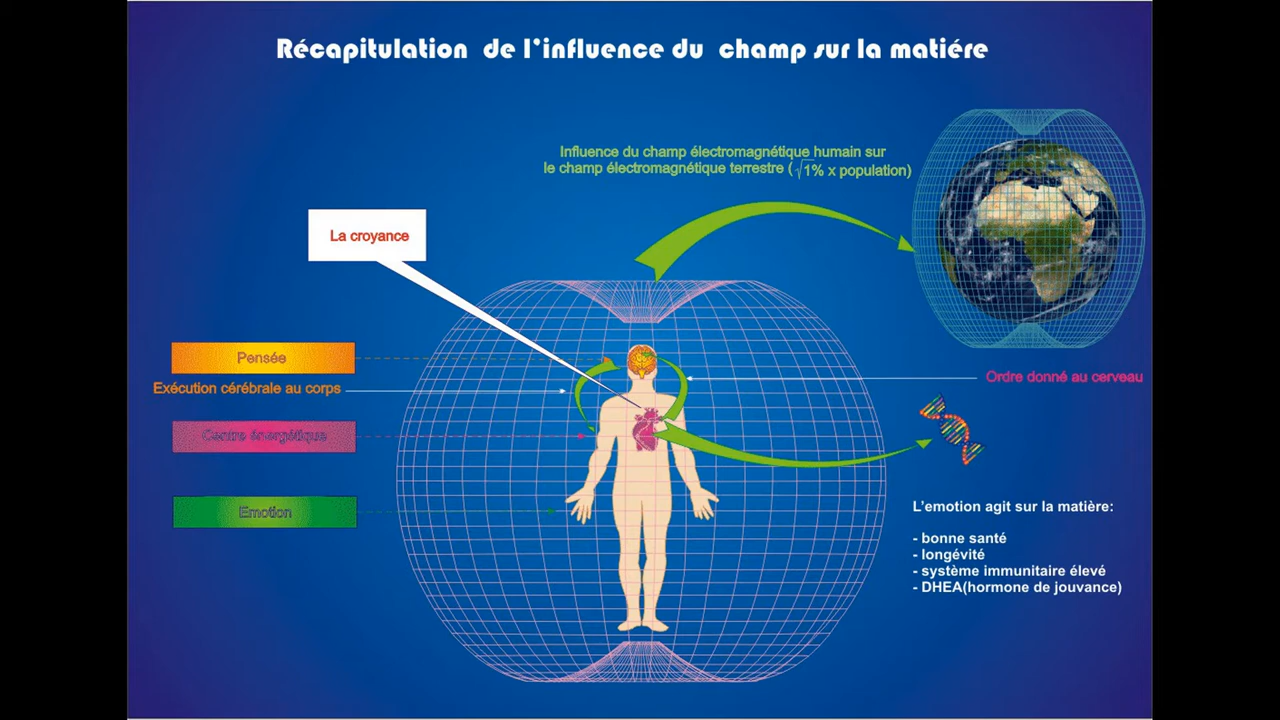 Récapitulation de l'influence du champ sur la matiére
Influence du champ électromagnétique humain sur
le champ électromagnétique terrestre (√1% x population)
La croyance
Pensée
Exécution cérébrale au corps
Ordre donné au cerveau
Centre énergétique
Emotion
L'emotion agit sur la matière:
- bonne santé
- longévité
- système immunitaire élevé
- DHEA(hormone de jouvance)